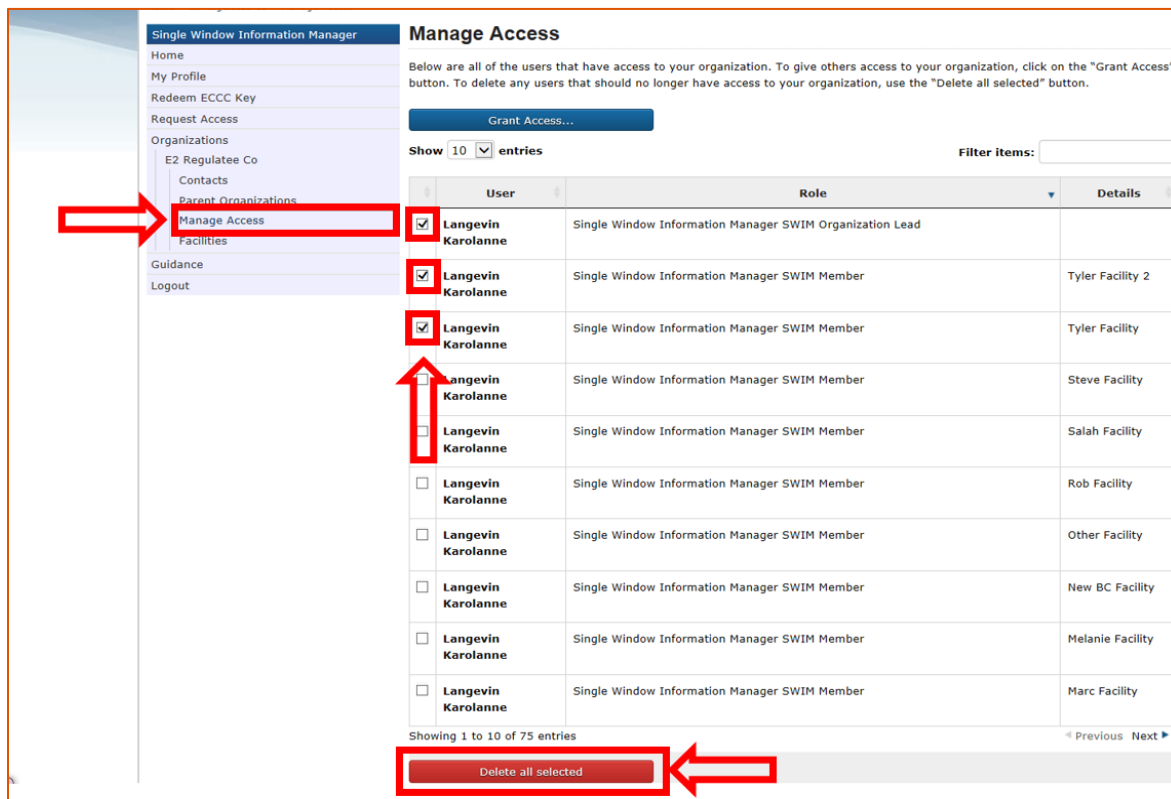 Single Window Information Manager
Home
My Profile
Redeem ECCC Key
Request Access
Organizations
E2 Regulatee Co
Contacts
Parent Organizations
Manage Access
Facilities
Guidance
Logout
Manage Access
Below are all of the users that have access to your organization. To give others access to your organization, click on the "Grant Access"
button. To delete any users that should no longer have access to your organization, use the "Delete all selected" button.
Grant Access...
Show 10 entries
Filter items:
User Role Details
Langevin Single Window Information Manager SWIM Organization Lead
Karolanne
Langevin Single Window Information Manager SWIM Member Tyler Facility 2
Karolanne
Langevin Single Window Information Manager SWIM Member Tyler Facility
Karolanne
Langevin Single Window Information Manager SWIM Member Steve Facility
Karolanne
Langevin Single Window Information Manager SWIM Member Salah Facility
Karolanne
Langevin Single Window Information Manager SWIM Member Rob Facility
Karolanne
Langevin Single Window Information Manager SWIM Member Other Facility
Karolanne
Langevin Single Window Information Manager SWIM Member New BC Facility
Karolanne
Langevin Single Window Information Manager SWIM Member Melanie Facility
Karolanne
Langevin Single Window Information Manager SWIM Member Marc Facility
Karolanne
Showing 1 to 10 of 75 entries
Previous Next
Delete all selected